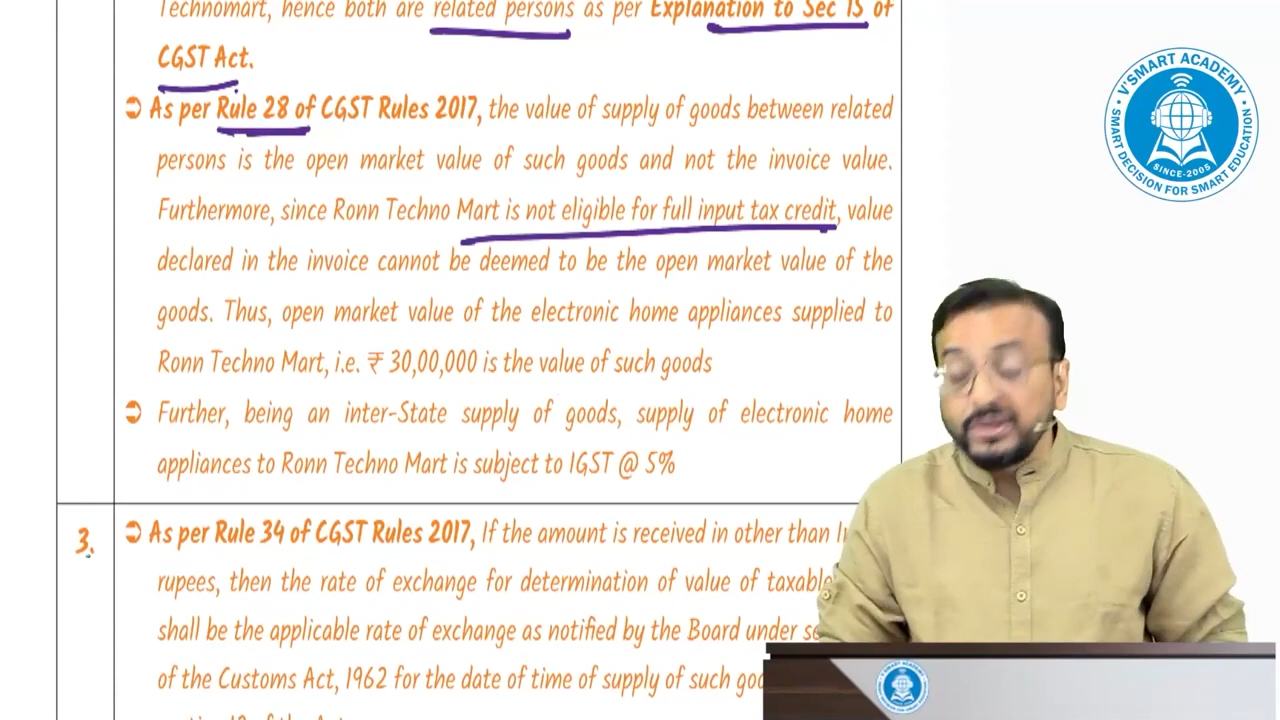 Technomart, hence both are related persons as per Explanation to Sec 15 of
CGST Act.
➲ As per Rule 28 of CGST Rules 2017, the value of supply of goods between related
persons is the open market value of such goods and not the invoice value.
Furthermore, since Ronn Techno Mart is not eligible for full input tax credit, value
declared in the invoice cannot be deemed to be the open market value of the
goods. Thus, open market value of the electronic home appliances supplied to
Ronn Techno Mart, i.e. ₹ 30,00,000 is the value of such goods
➲ Further, being an inter-State supply of goods, supply of electronic home
appliances to Ronn Techno Mart is subject to IGST @ 5%
3.
➲ As per Rule 34 of CGST Rules 2017, If the amount is received in other than
rupees, then the rate of exchange for determination of value of taxable
shall be the applicable rate of exchange as notified by the Board under
of the Customs Act, 1962 for the date of time of supply of such
of the Act
V'SMART ACADEMY
SINCE-2005
SMART DECISION FOR SMART EDUCATION